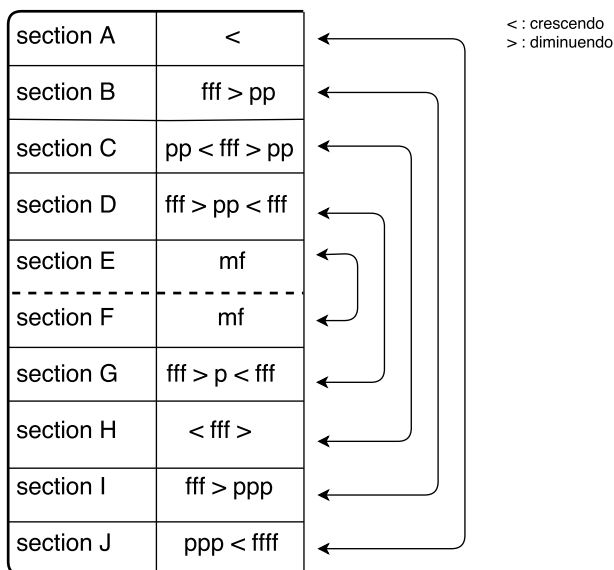 section A <
section B fff > pp
section C pp < fff > pp
section D fff > pp < fff
section E mf
section F mf
section G fff > p < fff
section H < fff >
section I fff > ppp
section J ppp < ffff
< : crescendo
> : diminuendo